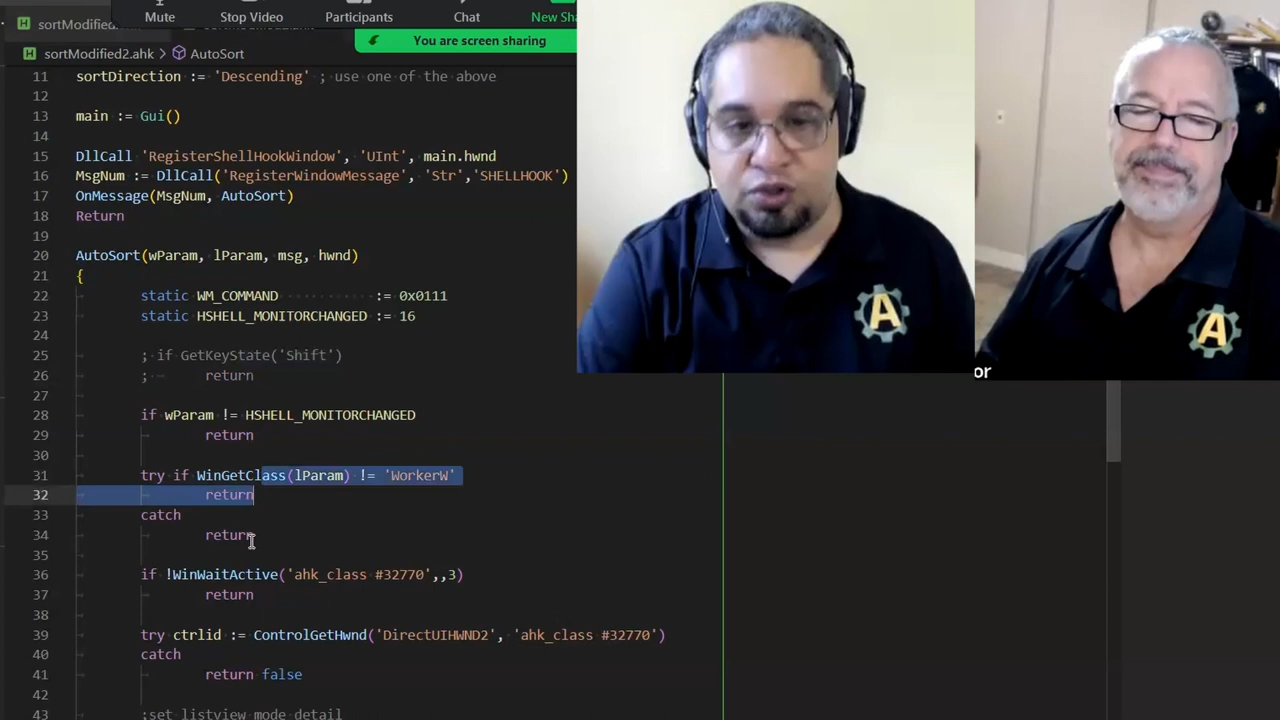 sortModified.
Mute
Stop Video
Participants
Chat
New Sha
You are screen sharing
sortModified2.ahk > AutoSort
11 sortDirection := 'Descending' ; use one of the above
12
13 main := Gui()
14
15 DllCall 'RegisterShellHookWindow', 'UInt', main.hwnd
16 MsgNum := DllCall('RegisterWindowMessage', 'Str','SHELLHOOK')
17 OnMessage(MsgNum, AutoSort)
18 Return
19
20 AutoSort(wParam, lParam, msg, hwnd)
21 {
22 static WM_COMMAND := 0x0111
23 static HSHELL_MONITORCHANGED := 16
24
25 ; if GetKeyState('Shift')
26 ; return
27
28 if wParam != HSHELL_MONITORCHANGED
29 return
30
31 try if WinGetClass(lParam) != 'WorkerW'
32 return
33 catch
34 return
35
36 if !WinWaitActive('ahk_class #32770',,3)
37 return
38
39 try ctrlid := ControlGetHwnd('DirectUIHWND2', 'ahk_class #32770')
40 catch
41 return false
42
43 ;set listview mode detail
A
A
or